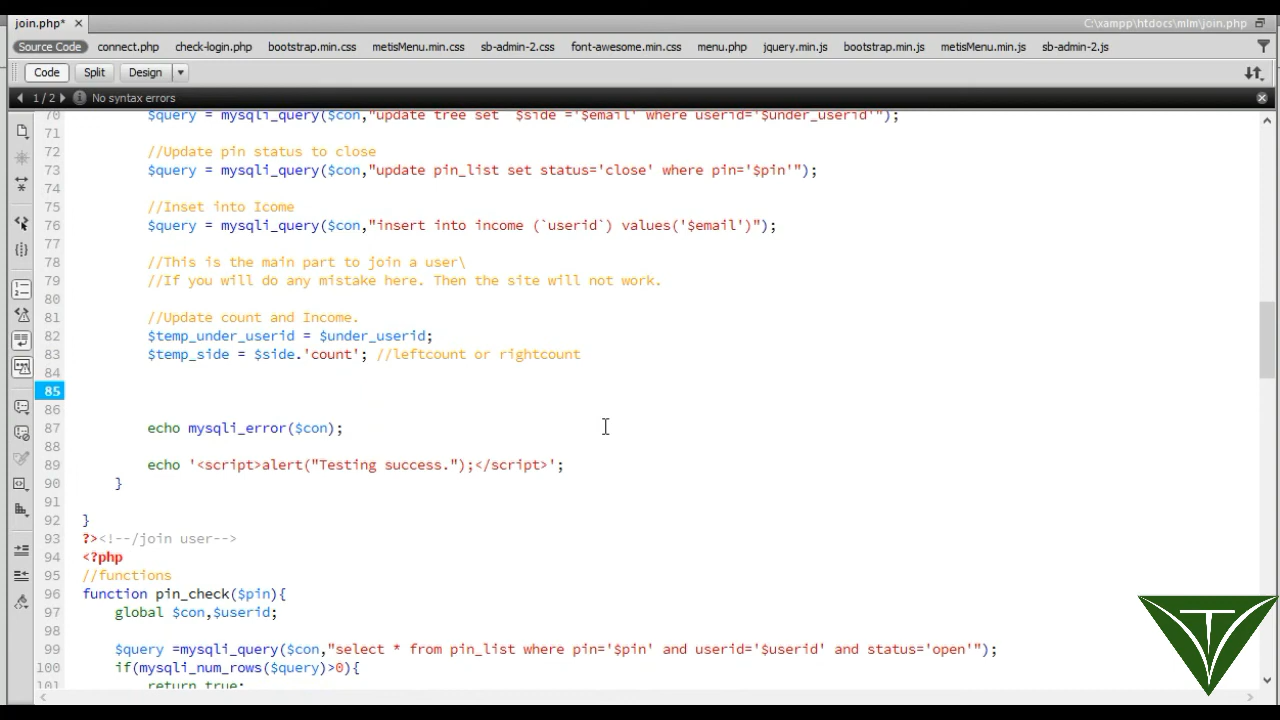 join.php* ×
C:\xampp\htdocs\mlm\join.php
Source Code connect.php check-login.php bootstrap.min.css metisMenu.min.css sb-admin-2.css font-awesome.min.css menu.php jquery.min.js bootstrap.min.js metisMenu.min.js sb-admin-2.js
Code Split Design
1 / 2 No syntax errors
70 $query = mysqli_query($con,"update tree set `$side`='$email' where userid='$under_userid'");
71
72 //Update pin status to close
73 $query = mysqli_query($con,"update pin_list set status='close' where pin='$pin'");
74
75 //Inset into Icome
76 $query = mysqli_query($con,"insert into income (`userid`) values('$email')");
77
78 //This is the main part to join a user\
79 //If you will do any mistake here. Then the site will not work.
80
81 //Update count and Income.
82 $temp_under_userid = $under_userid;
83 $temp_side = $side.'count'; //leftcount or rightcount
84
85
86
87 echo mysqli_error($con);
88
89 echo '<script>alert("Testing success.");</script>';
90 }
91
92 }
93 ?><!--/join user-->
94 <?php
95 //functions
96 function pin_check($pin){
97 global $con,$userid;
98
99 $query =mysqli_query($con,"select * from pin_list where pin='$pin' and userid='$userid' and status='open'");
100 if(mysqli_num_rows($query)>0){
101 return true;